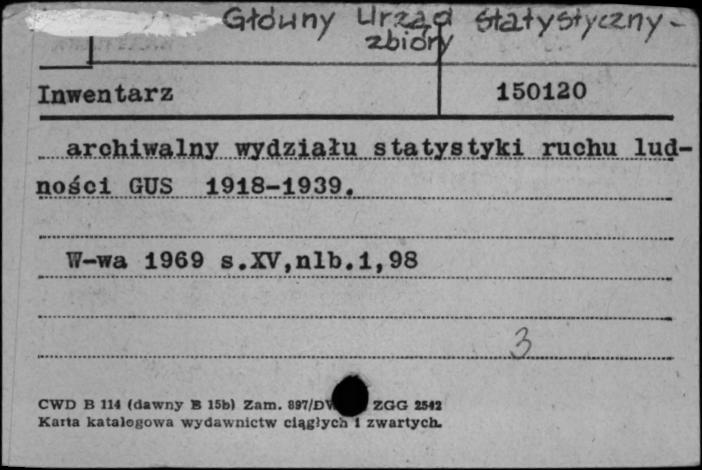 Główny Urząd Statystyczny -
zbiory
Inwentarz 150120
archiwalny wydziału statystyki ruchu lud-
ności GUS 1918-1939.
W-wa 1969 s.XV,nlb.1,98
3
CWD B 114 (dawny B 15b) Zam. 897/DW ZGG 2542
Karta katalogowa wydawnictw ciągłych i zwartych.